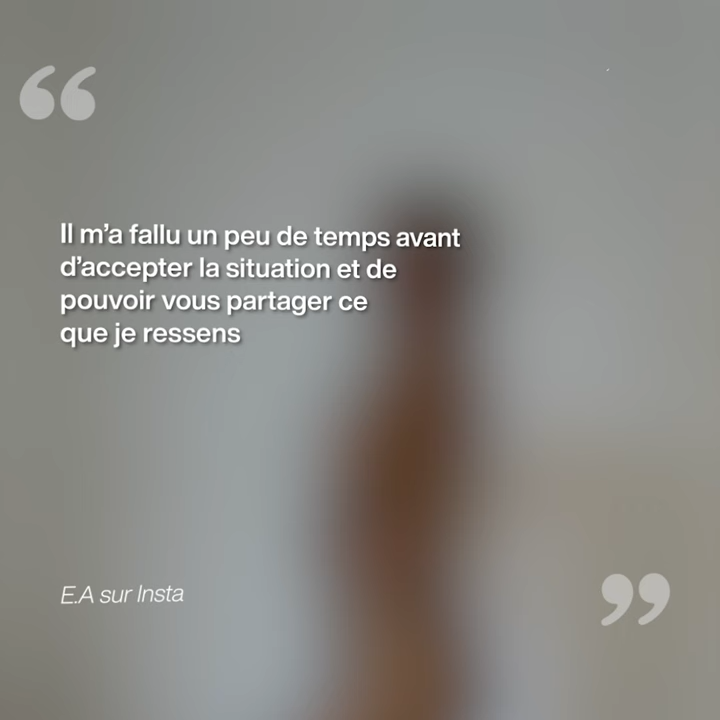 “
Il m’a fallu un peu de temps avant
d’accepter la situation et de
pouvoir vous partager ce
que je ressens
E.A sur Insta
”